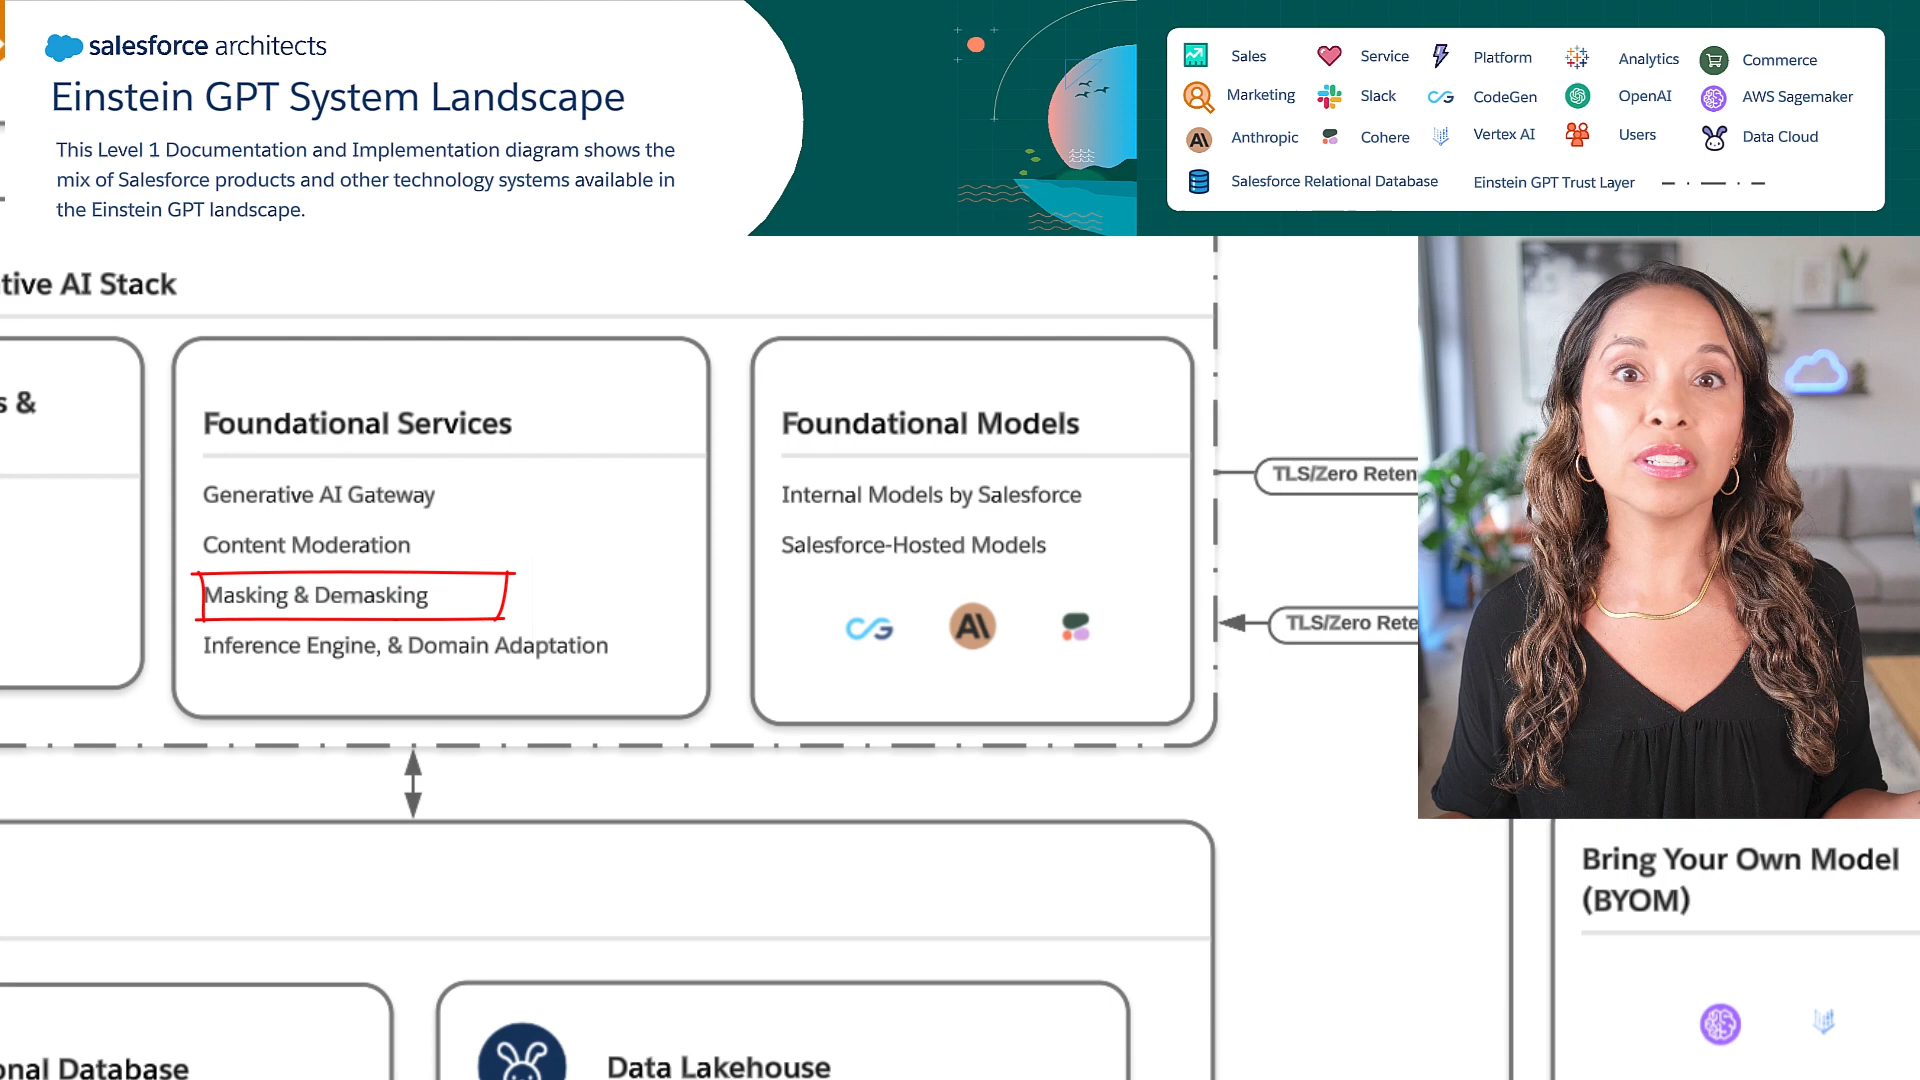 salesforce architects
Einstein GPT System Landscape
This Level 1 Documentation and Implementation diagram shows the
mix of Salesforce products and other technology systems available in
the Einstein GPT landscape.
Sales
Service
Platform
Analytics
Commerce
Marketing
Slack
CodeGen
OpenAI
AWS Sagemaker
Anthropic
Cohere
Vertex AI
Users
Data Cloud
Salesforce Relational Database
Einstein GPT Trust Layer
tive AI Stack
s &
Foundational Services
Generative AI Gateway
Content Moderation
Masking & Demasking
Inference Engine, & Domain Adaptation
Foundational Models
Internal Models by Salesforce
Salesforce-Hosted Models
AI
TLS/Zero Reten
TLS/Zero Rete
Bring Your Own Model
(BYOM)
onal Database
Data Lakehouse